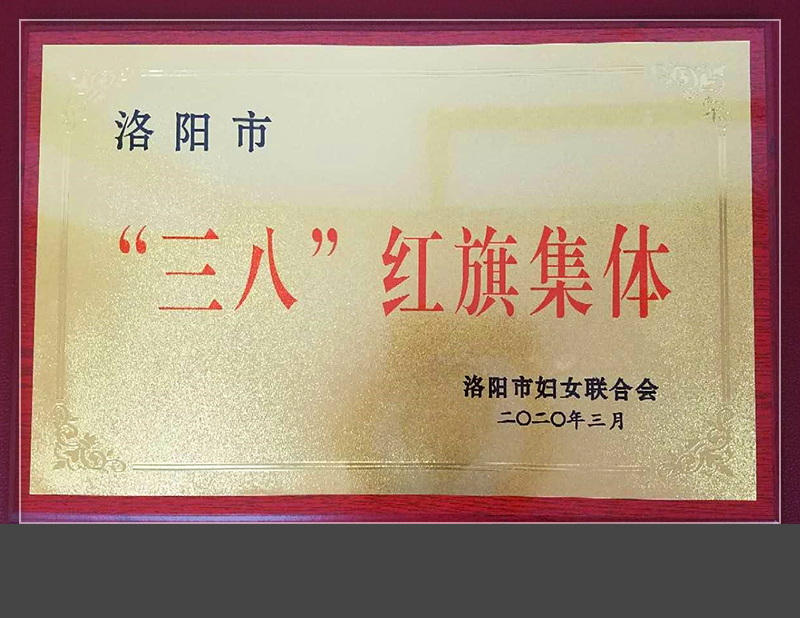 洛阳市
“三八”红旗集体
洛阳市妇女联合会
二〇二〇年三月